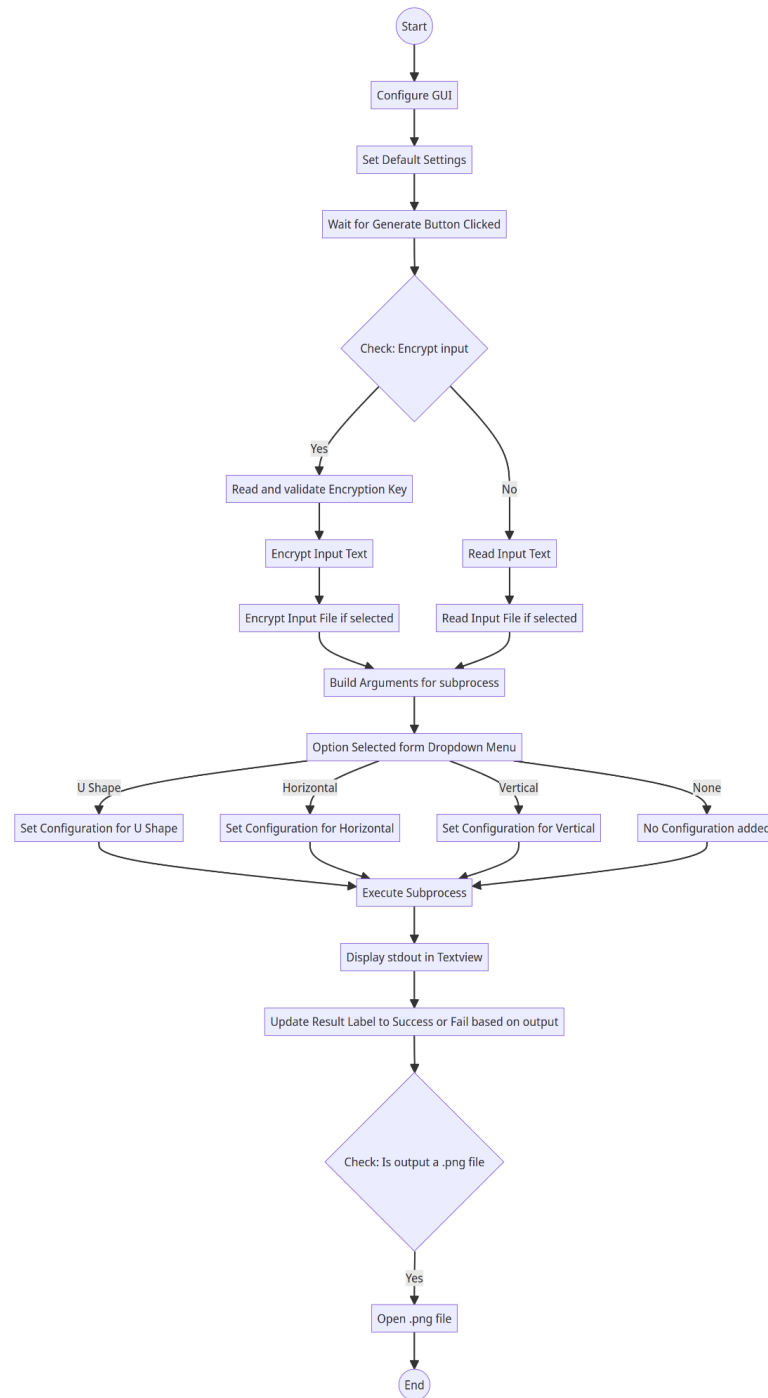 Start
Configure GUI
Set Default Settings
Wait for Generate Button Clicked
Check: Encrypt input
Yes
No
Read and validate Encryption Key
Encrypt Input Text
Read Input Text
Encrypt Input File if selected
Read Input File if selected
Build Arguments for subprocess
Option Selected form Dropdown Menu
U Shape
Horizontal
Vertical
None
Set Configuration for U Shape
Set Configuration for Horizontal
Set Configuration for Vertical
No Configuration added
Execute Subprocess
Display stdout in Textview
Update Result Label to Success or Fail based on output
Check: Is output a .png file
Yes
Open .png file
End